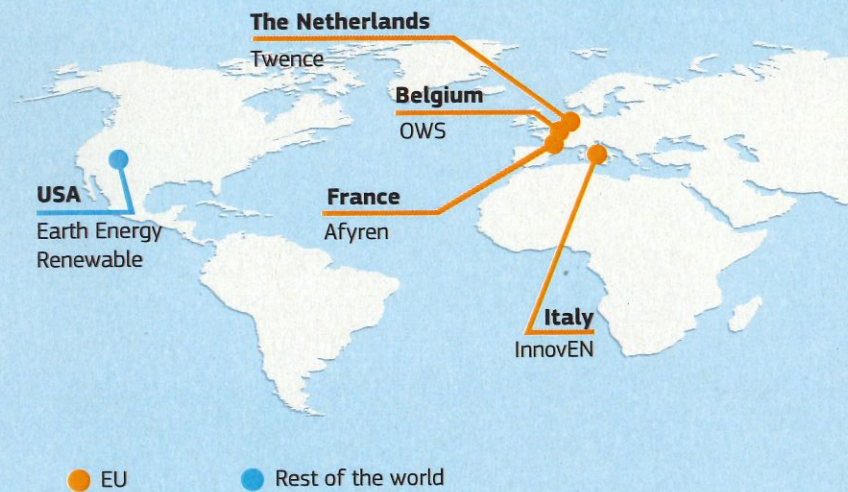 The Netherlands
Twence
Belgium
OWS
France
Afyren
USA
Earth Energy
Renewable
Italy
InnovEN
EU
Rest of the world